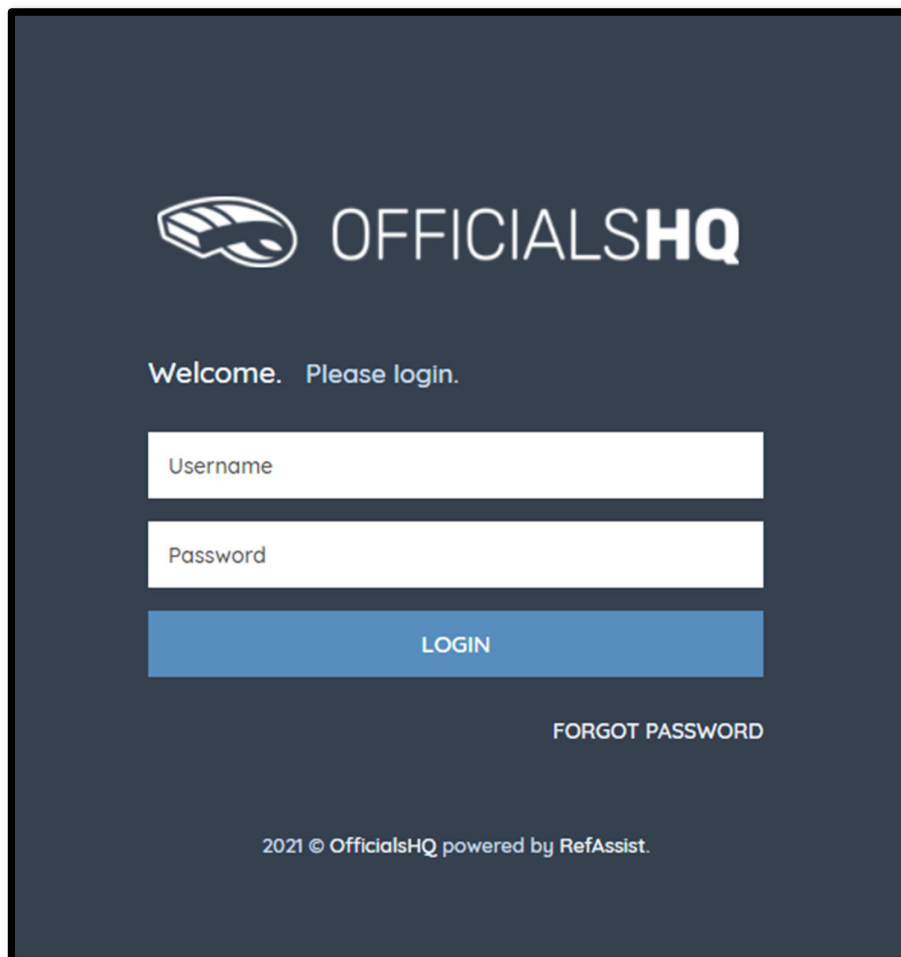 OFFICIALSHQ
Welcome. Please login.
Username
Password
LOGIN
FORGOT PASSWORD
2021 © OfficialsHQ powered by RefAssist.